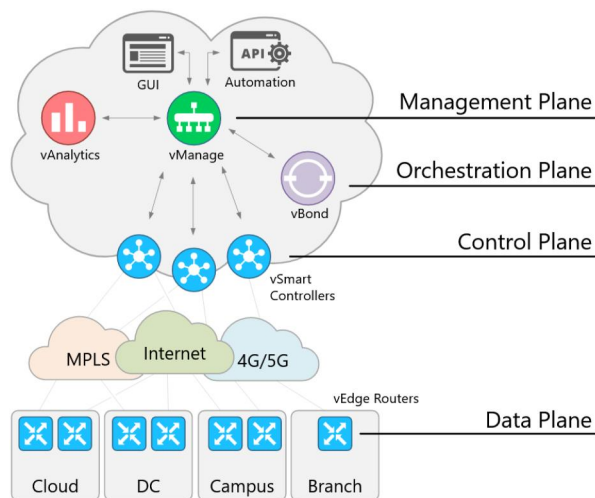 GUI
API
Automation
vAnalytics
vManage
Management Plane
Orchestration Plane
vBond
Control Plane
vSmart
Controllers
MPLS
Internet
4G/5G
vEdge Routers
Data Plane
Cloud
DC
Campus
Branch